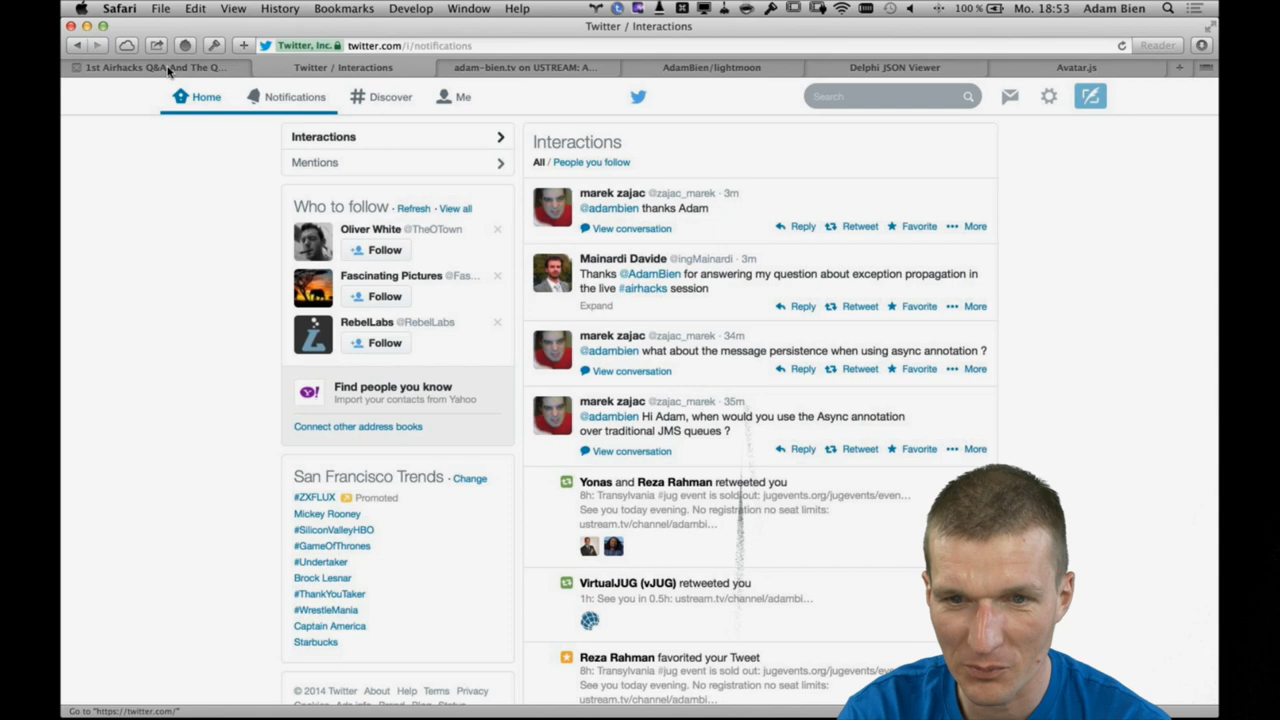 Safari File Edit View History Bookmarks Develop Window Help 100% Mo. 18:53 Adam Bien
Twitter / Interactions
Twitter, Inc. twitter.com/i/notifications Reader
1st Airhacks Q&A And The Q... Twitter / Interactions adam-bien.tv on USTREAM: A... AdamBien/lightmoon Delphi JSON Viewer Avatar.js
Home Notifications Discover Me Search
Interactions
Mentions
Who to follow · Refresh · View all
Oliver White @TheOTown
Follow
Fascinating Pictures @Fas...
Follow
RebelLabs @RebelLabs
Follow
Find people you know
Import your contacts from Yahoo
Connect other address books
San Francisco Trends · Change
#ZXFLUX Promoted
Mickey Rooney
#SiliconValleyHBO
#GameOfThrones
#Undertaker
Brock Lesnar
#ThankYouTaker
#WrestleMania
Captain America
Starbucks
© 2014 Twitter About Help Terms Privacy
Interactions
All / People you follow
marek zajac @zajac_marek · 3m
@adambien thanks Adam
View conversation Reply Retweet Favorite More
Mainardi Davide @ingMainardi · 3m
Thanks @AdamBien for answering my question about exception propagation in
the live #airhacks session
Expand Reply Retweet Favorite More
marek zajac @zajac_marek · 34m
@adambien what about the message persistence when using async annotation ?
View conversation Reply Retweet Favorite More
marek zajac @zajac_marek · 35m
@adambien Hi Adam, when would you use the Async annotation
over traditional JMS queues ?
View conversation Reply Retweet Favorite More
Yonas and Reza Rahman retweeted you
8h: Transylvania #jug event is sold out: jugevents.org/jugevents/even...
See you today evening. No registration no seat limits:
ustream.tv/channel/adambi...
VirtualJUG (vJUG) retweeted you
1h: See you in 0.5h: ustream.tv/channel/adambi...
Reza Rahman favorited your Tweet
8h: Transylvania #jug event is sold out: jugevents.org/jugevents/eve
See you today evening. No registration no seat limits:
ustream.tv/channel/adambi...
Go to "https://twitter.com/"